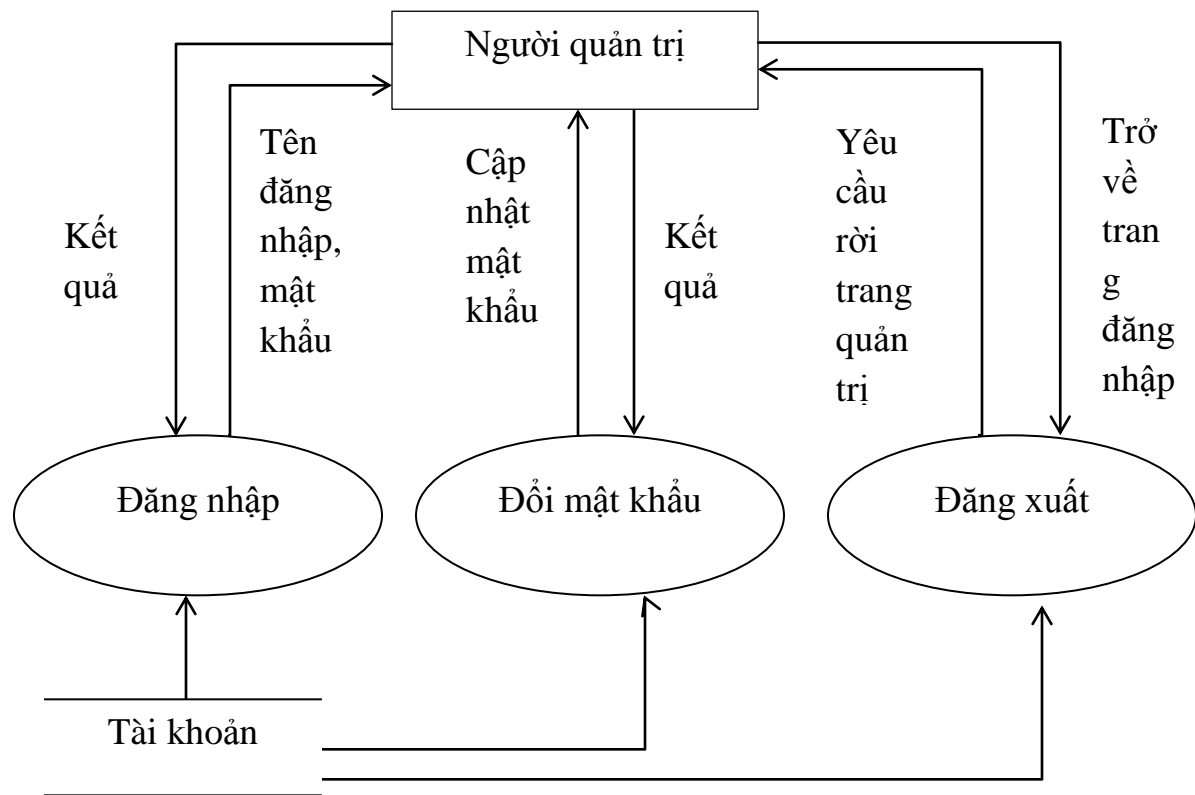 Người quản trị
Kết
quả
Tên
đăng
nhập,
mật
khẩu
Cập
nhật
mật
khẩu
Kết
quả
Yêu
cầu
rời
trang
quản
trị
Trở
về
tran
g
đăng
nhập
Đăng nhập
Đổi mật khẩu
Đăng xuất
Tài khoản